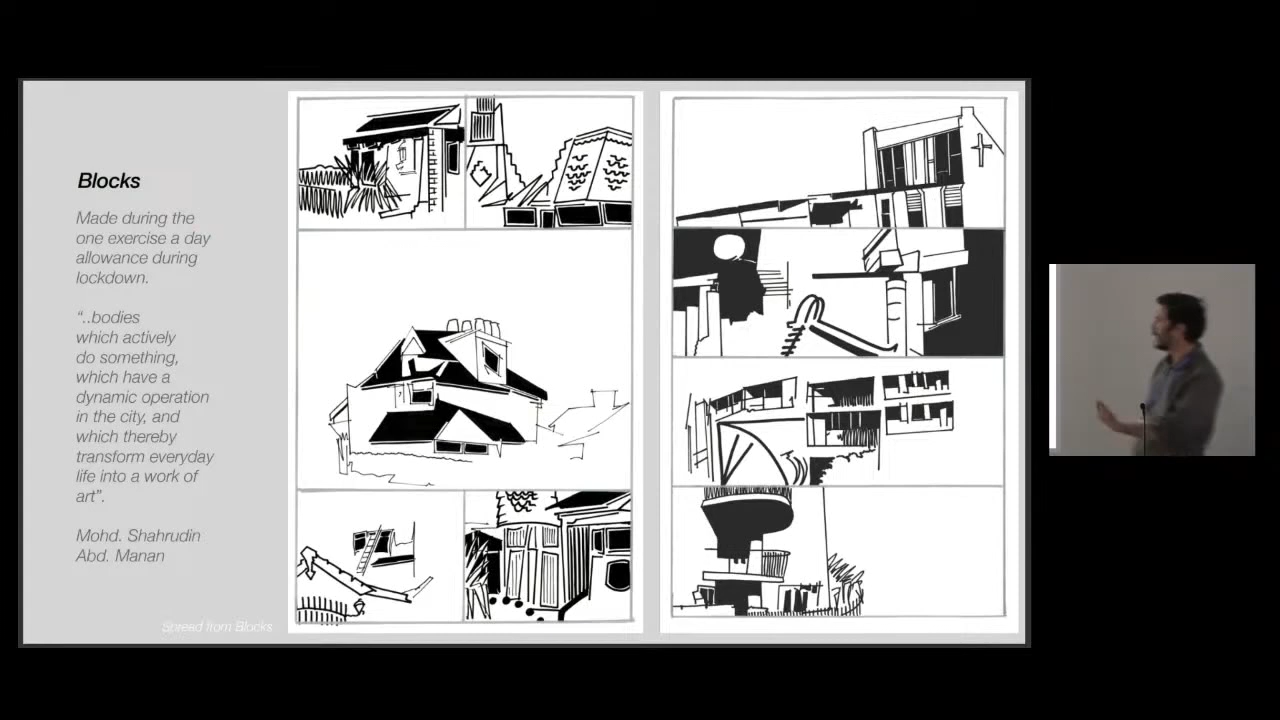 Blocks
Made during the
one exercise a day
allowance during
lockdown.
“..bodies
which actively
do something,
which have a
dynamic operation
in the city, and
which thereby
transform everyday
life into a work of
art”.
Mohd. Shahrudin
Abd. Manan
Spread from Blocks